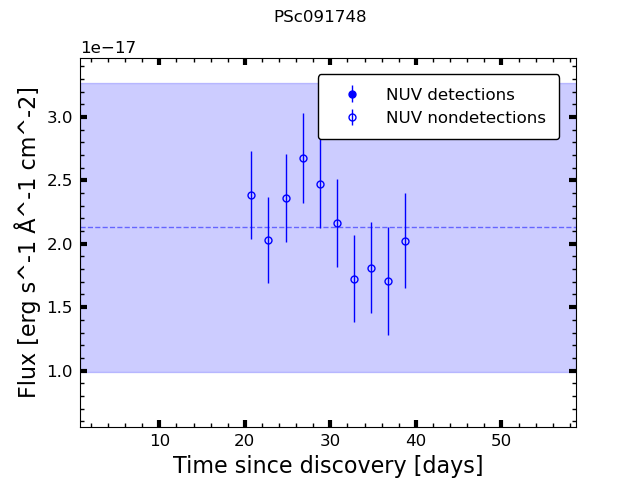 PSc091748
1e−17
NUV detections
NUV nondetections
3.0
2.5
2.0
1.5
1.0
Flux [erg s^-1 Å^-1 cm^-2]
10 20 30 40 50
Time since discovery [days]